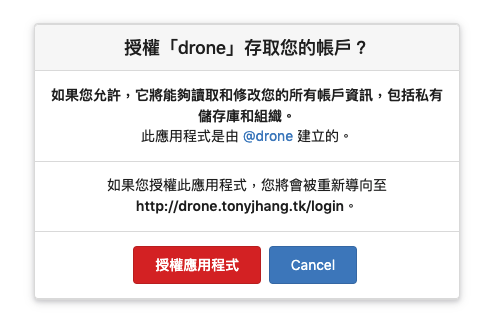 授權「drone」存取您的帳戶？
如果您允許，它將能夠讀取和修改您的所有帳戶資訊，包括私有
儲存庫和組織。
此應用程式是由 @drone 建立的。
如果您授權此應用程式，您將會被重新導向至
http://drone.tonyjhang.tk/login。
授權應用程式 Cancel